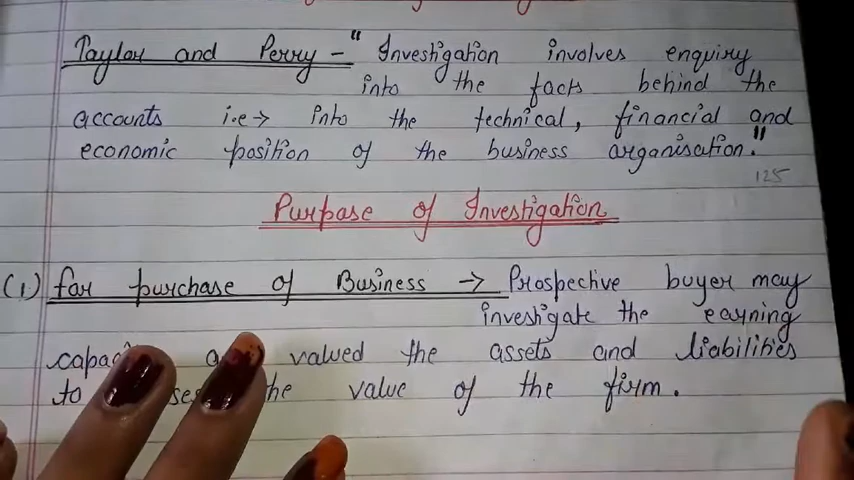 Taylor and Perry - " Investigation involves enquiry
into the facts behind the
accounts i.e → into the technical, financial and
economic position of the business organisation."
125
Purpose of Investigation
(1.) for purchase of Business → Prospective buyer may
investigate the earning
valued the assets and liabilities
to the value of the firm.